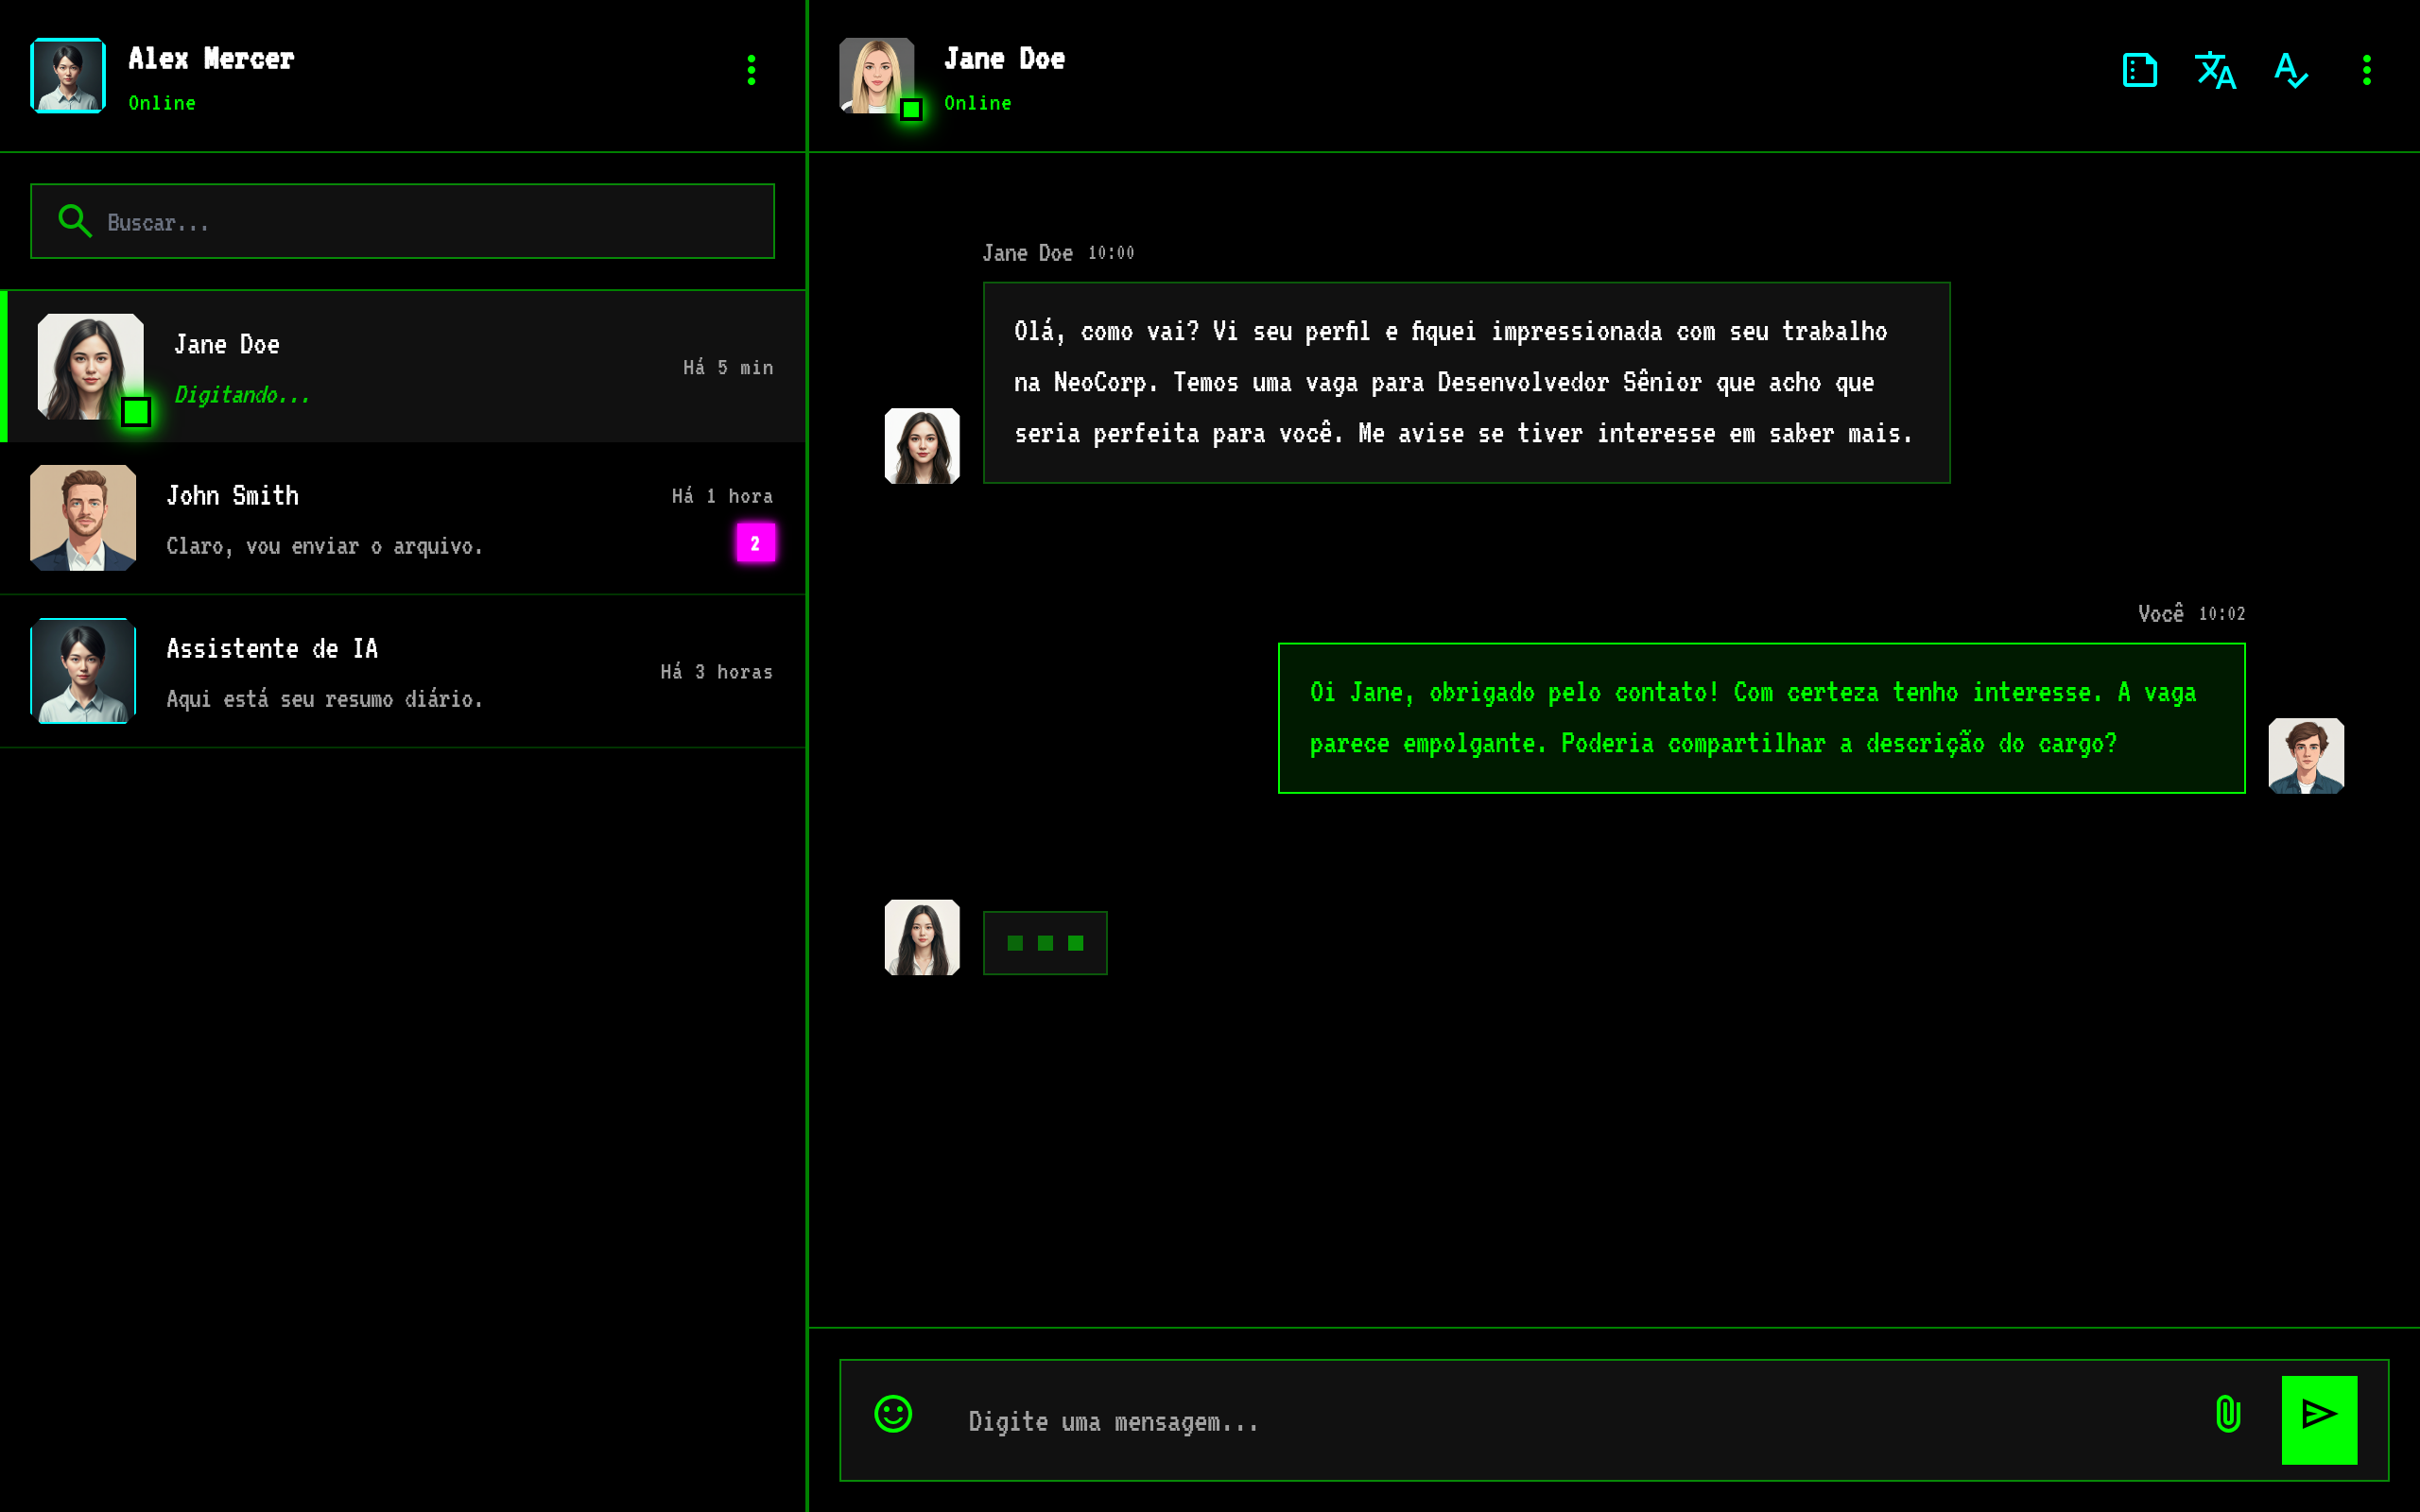 Alex Mercer
Online
Buscar...
Jane Doe
Digitando...
Há 5 min
John Smith
Claro, vou enviar o arquivo.
Há 1 hora
2
Assistente de IA
Aqui está seu resumo diário.
Há 3 horas
Jane Doe
Online
Jane Doe 10:00
Olá, como vai? Vi seu perfil e fiquei impressionada com seu trabalho
na NeoCorp. Temos uma vaga para Desenvolvedor Sênior que acho que
seria perfeita para você. Me avise se tiver interesse em saber mais.
Você 10:02
Oi Jane, obrigado pelo contato! Com certeza tenho interesse. A vaga
parece empolgante. Poderia compartilhar a descrição do cargo?
Digite uma mensagem...